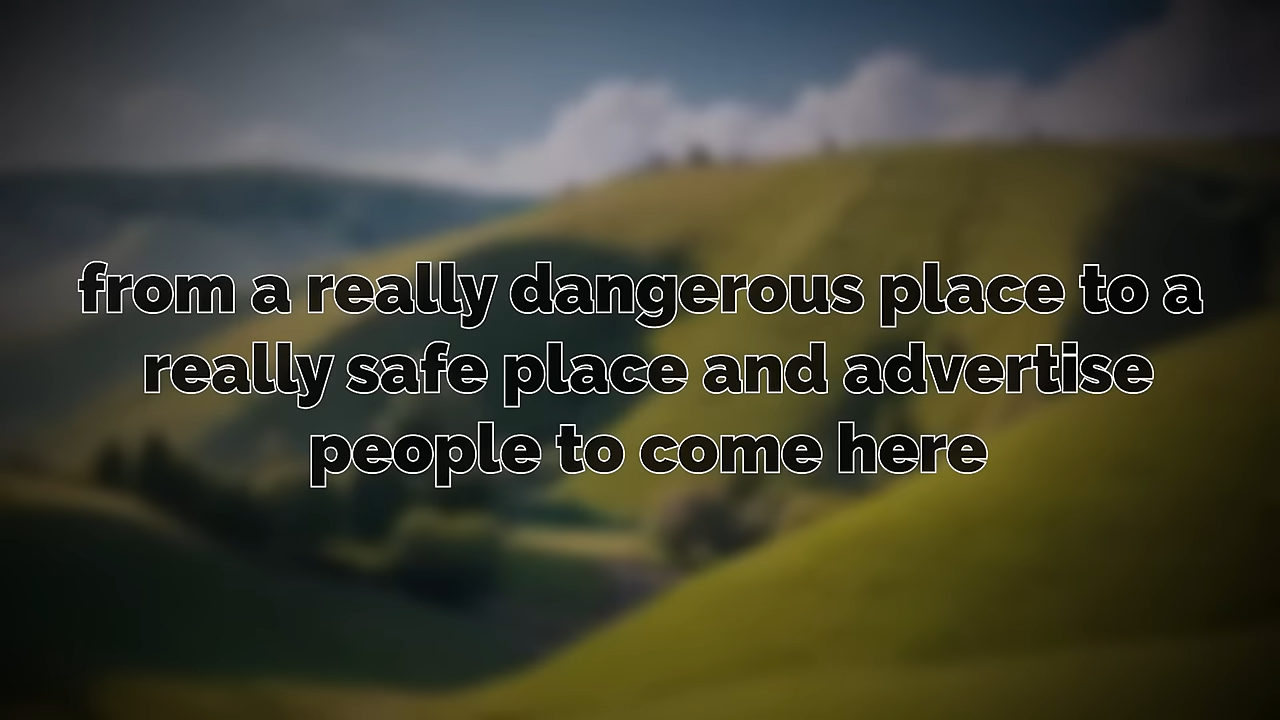 from a really dangerous place to a
really safe place and advertise
people to come here